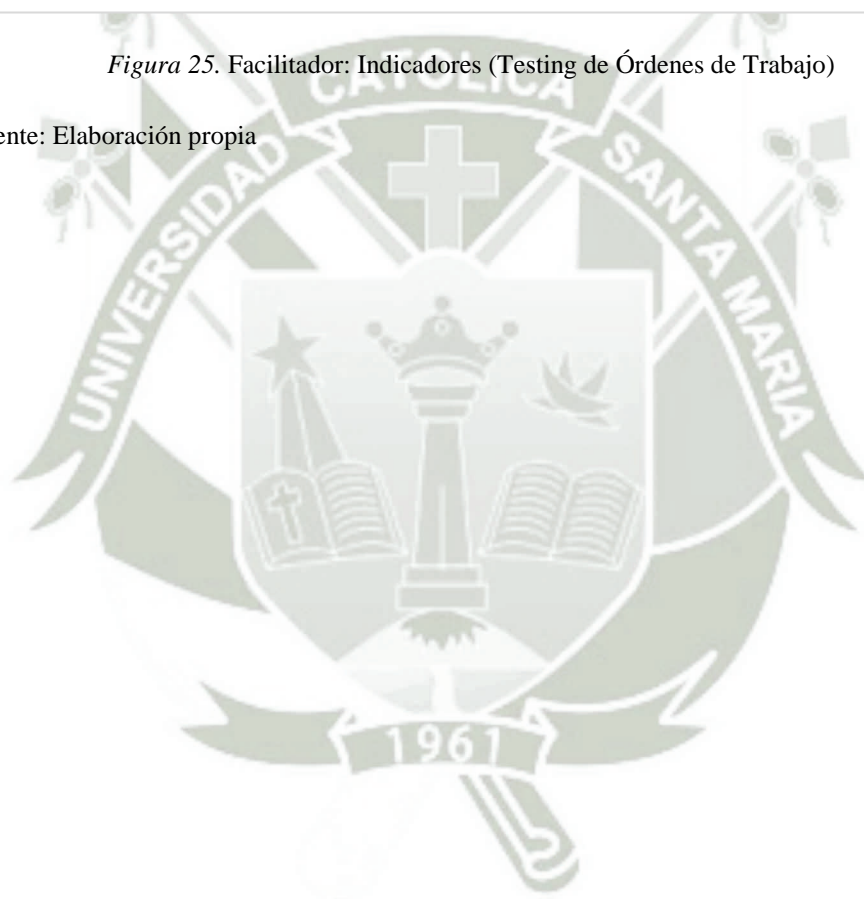 Figura 25. Facilitador: Indicadores (Testing de Órdenes de Trabajo)
ente: Elaboración propia
UNIVERSIDAD CATOLICA SANTA MARIA
1961